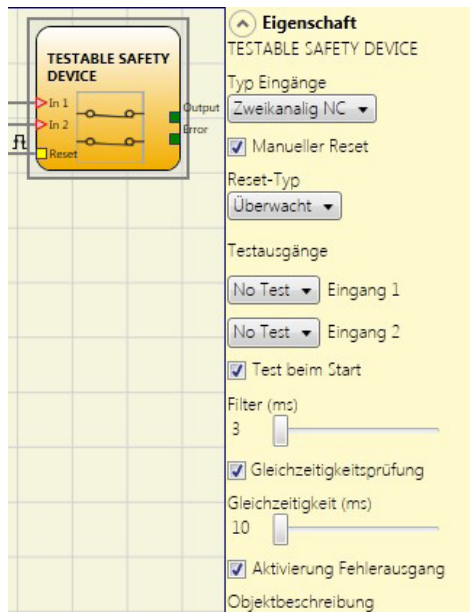 TESTABLE SAFETY
DEVICE
In 1
In 2
Reset
Output
Error
Eigenschaft
TESTABLE SAFETY DEVICE
Typ Eingänge
Zweikanalig NC
Manueller Reset
Reset-Typ
Überwacht
Testausgänge
No Test Eingang 1
No Test Eingang 2
Test beim Start
Filter (ms)
3
Gleichzeitigkeitsprüfung
Gleichzeitigkeit (ms)
10
Aktivierung Fehlerausgang
Objektbeschreibung